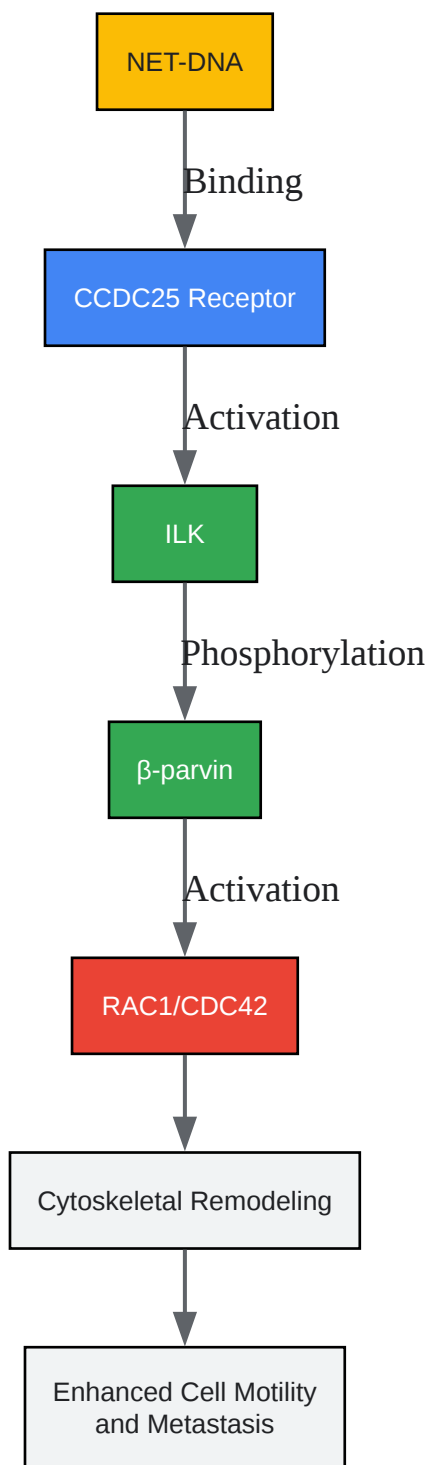 NET-DNA
Binding
CCDC25 Receptor
Activation
ILK
Phosphorylation
β-parvin
Activation
RAC1/CDC42
Cytoskeletal Remodeling
Enhanced Cell Motility
and Metastasis